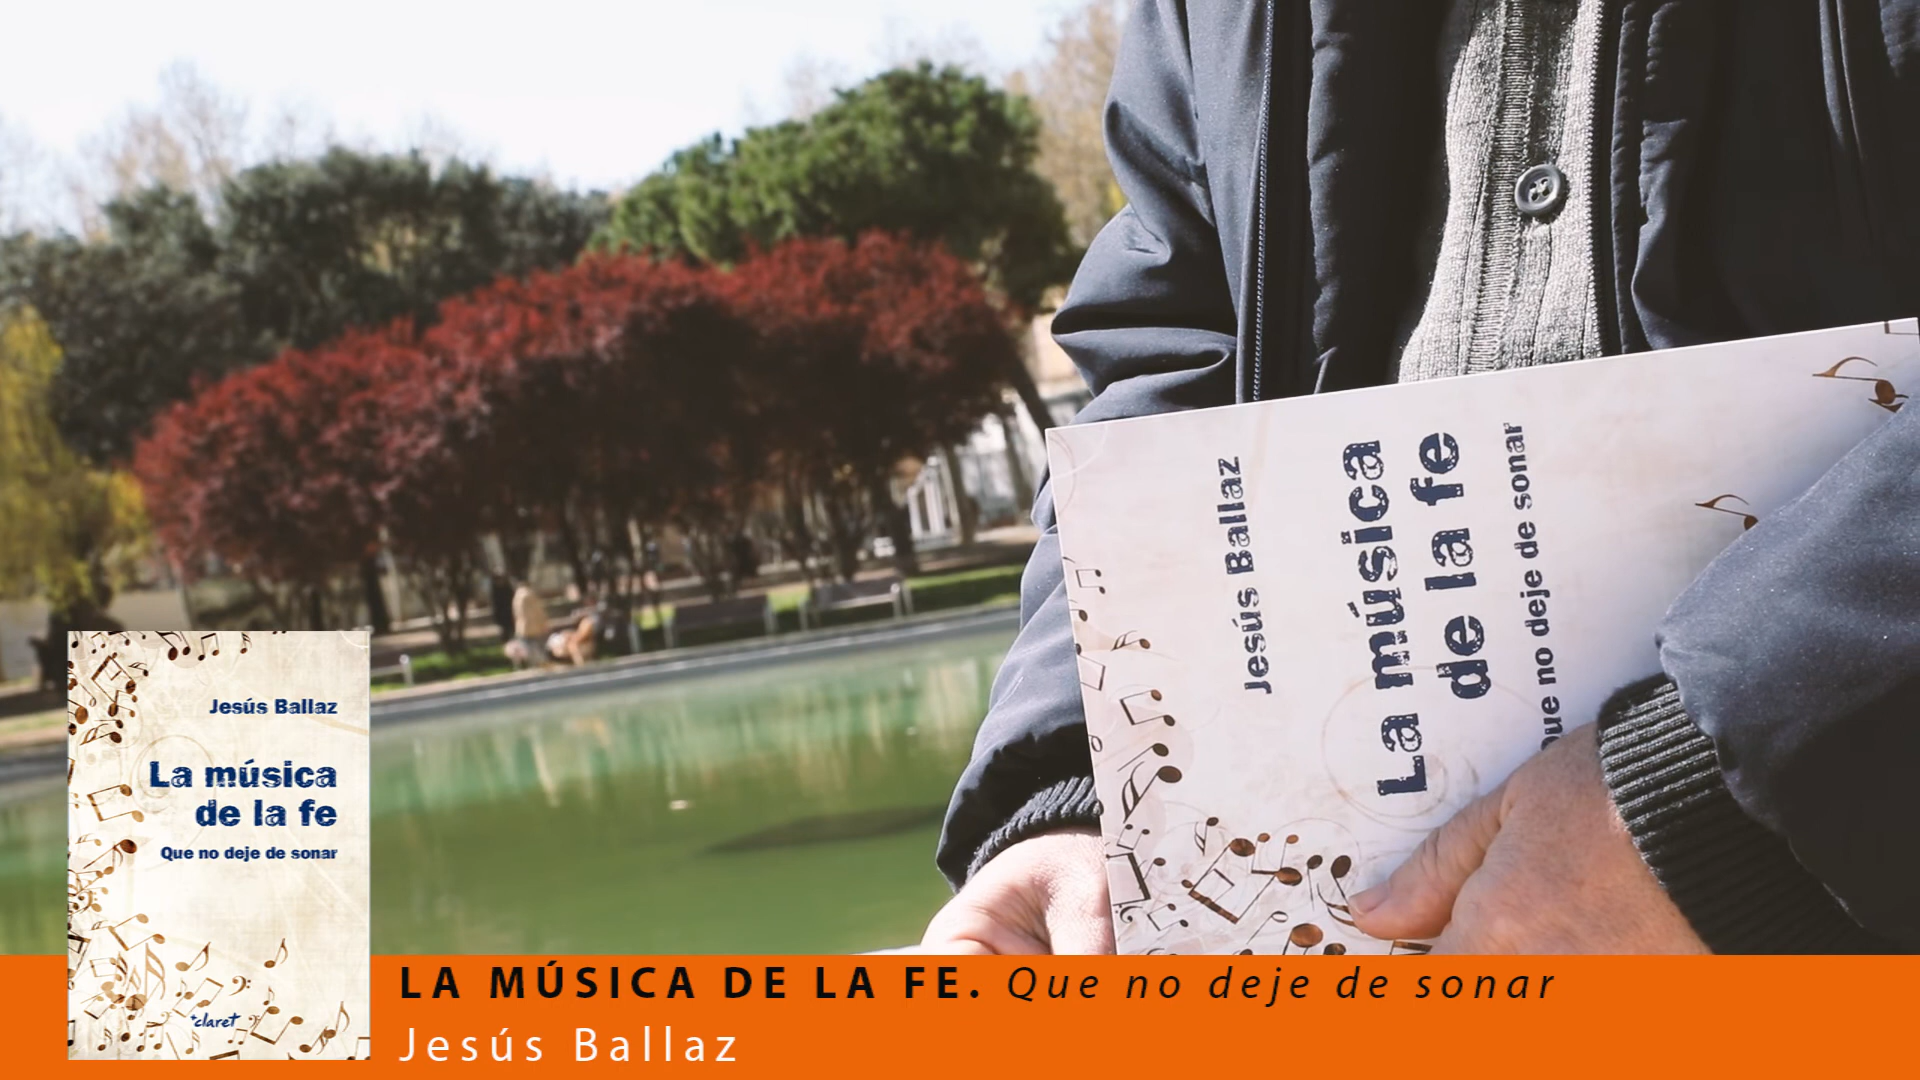 Jesús Ballaz
La música
de la fe
que no deje de sonar
Jesús Ballaz
La música
de la fe
Que no deje de sonar
claret
LA MÚSICA DE LA FE. Que no deje de sonar
Jesús Ballaz